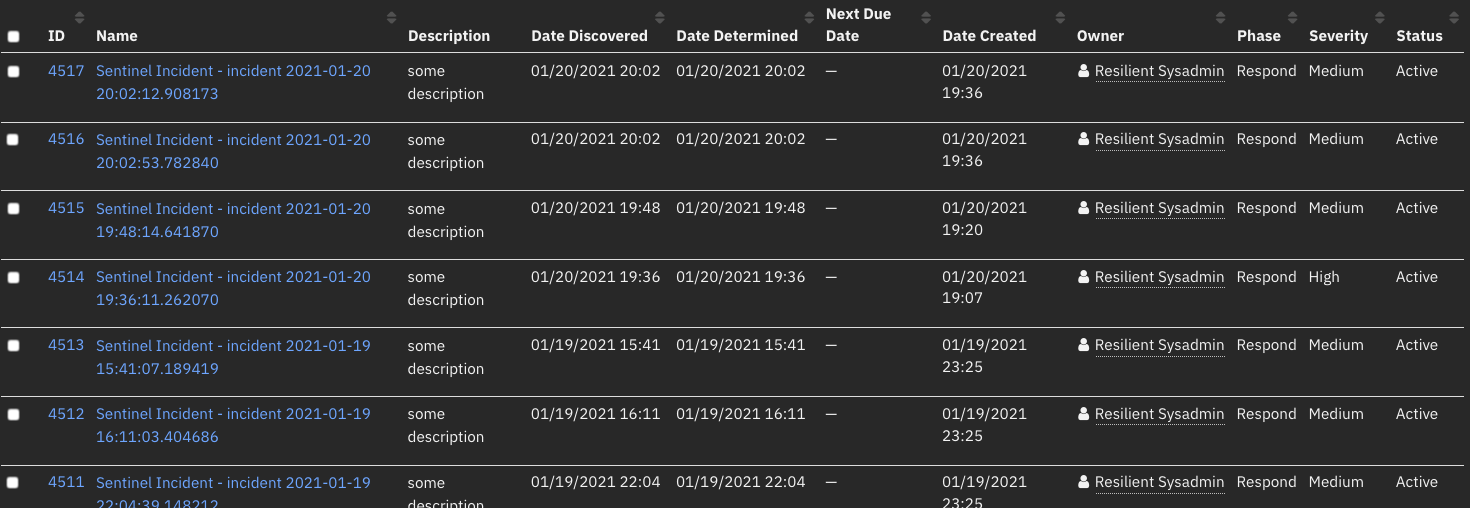 ID Name Description Date Discovered Date Determined Next Due Date Date Created Owner Phase Severity Status
4517 Sentinel Incident - incident 2021-01-20 some 01/20/2021 20:02 01/20/2021 20:02 — 01/20/2021 Resilient Sysadmin Respond Medium Active
20:02:12.908173 description 19:36
4516 Sentinel Incident - incident 2021-01-20 some 01/20/2021 20:02 01/20/2021 20:02 — 01/20/2021 Resilient Sysadmin Respond Medium Active
20:02:53.782840 description 19:36
4515 Sentinel Incident - incident 2021-01-20 some 01/20/2021 19:48 01/20/2021 19:48 — 01/20/2021 Resilient Sysadmin Respond Medium Active
19:48:14.641870 description 19:20
4514 Sentinel Incident - incident 2021-01-20 some 01/20/2021 19:36 01/20/2021 19:36 — 01/20/2021 Resilient Sysadmin Respond High Active
19:36:11.262070 description 19:07
4513 Sentinel Incident - incident 2021-01-19 some 01/19/2021 15:41 01/19/2021 15:41 — 01/19/2021 Resilient Sysadmin Respond Medium Active
15:41:07.189419 description 23:25
4512 Sentinel Incident - incident 2021-01-19 some 01/19/2021 16:11 01/19/2021 16:11 — 01/19/2021 Resilient Sysadmin Respond Medium Active
16:11:03.404686 description 23:25
4511 Sentinel Incident - incident 2021-01-19 some 01/19/2021 22:04 01/19/2021 22:04 — 01/19/2021 Resilient Sysadmin Respond Medium Active
22:04:39.148212 description 23:25